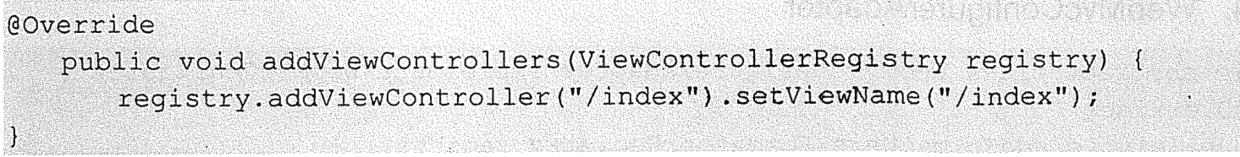 @Override
    public void addViewControllers(ViewControllerRegistry registry) {
        registry.addViewController("/index").setViewName("/index");
}